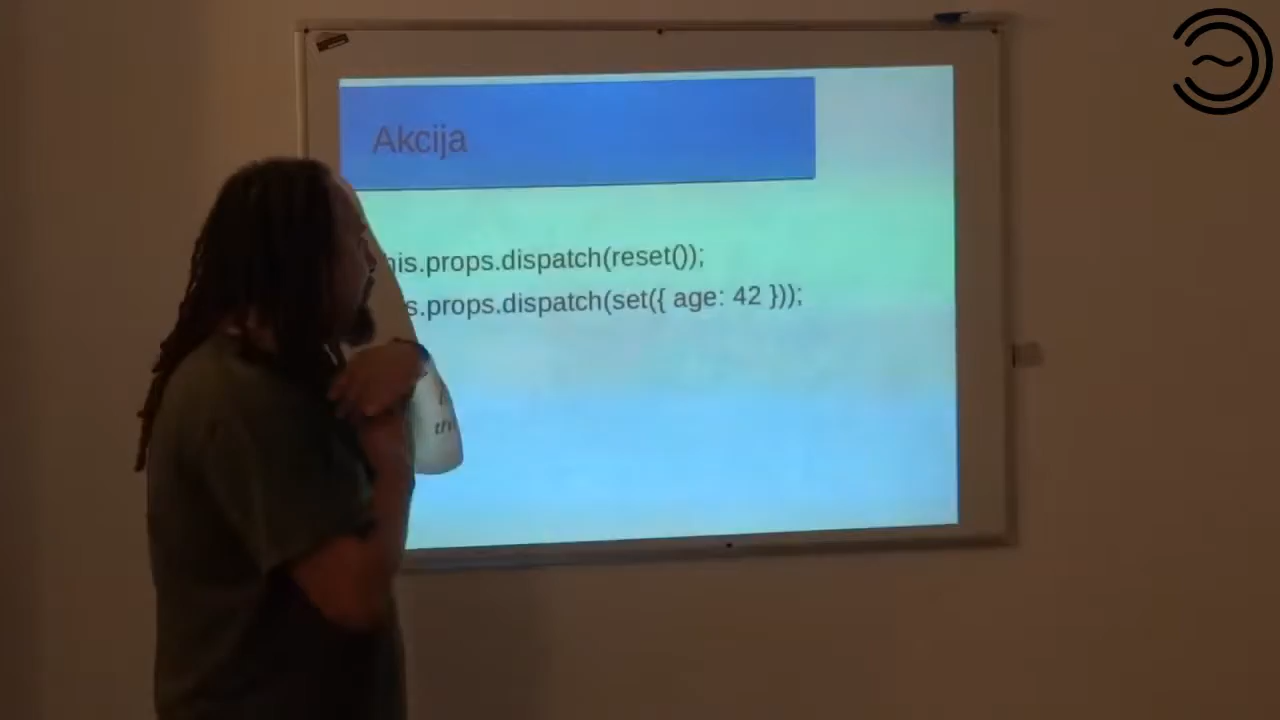 Akcija
his.props.dispatch(reset());
s.props.dispatch(set({ age: 42 }));